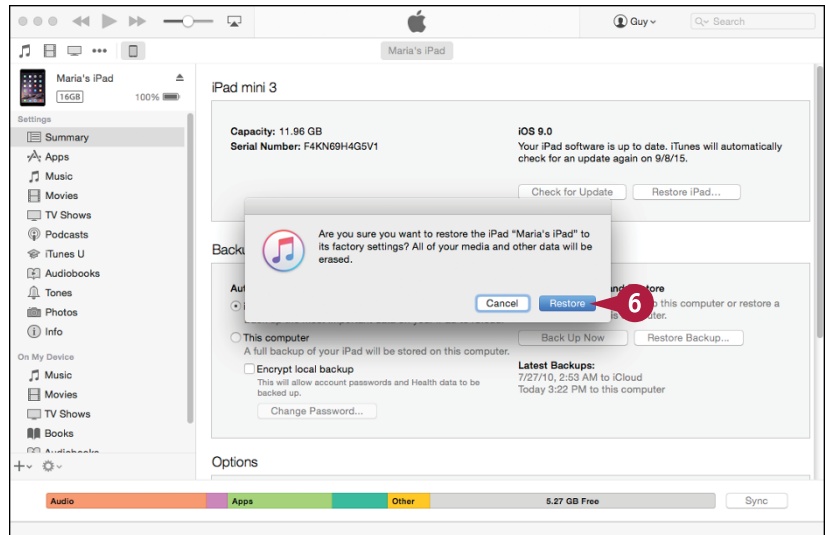 Guy
Search
Maria's iPad
Maria's iPad
16GB
100%
Settings
Summary
Apps
Music
Movies
TV Shows
Podcasts
iTunes U
Audiobooks
Tones
Photos
Info
On My Device
Music
Movies
TV Shows
Books
iPad mini 3
Capacity: 11.96 GB
Serial Number: F4KN69H4G5V1
iOS 9.0
Your iPad software is up to date. iTunes will automatically
check for an update again on 9/8/15.
Check for Update
Restore iPad...
Are you sure you want to restore the iPad “Maria's iPad” to
its factory settings? All of your media and other data will be
erased.
Cancel
Restore
6
to this computer or restore a
This computer
A full backup of your iPad will be stored on this computer.
Encrypt local backup
This will allow account passwords and Health data to be
backed up.
Change Password...
Back Up Now
Restore Backup...
Latest Backups:
7/27/10, 2:53 AM to iCloud
Today 3:22 PM to this computer
Options
Audio
Apps
Other
5.27 GB Free
Sync